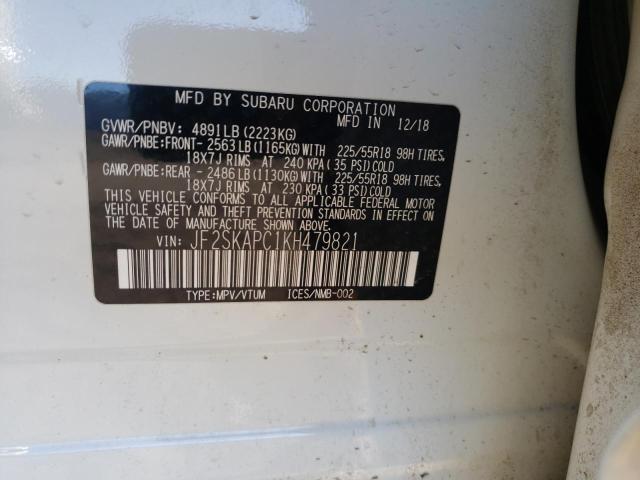 MFD BY SUBARU CORPORATION
MFD IN 12/18
GVWR/PNBV: 4891LB(2223KG)
GAWR/PNBE:FRONT- 2563LB(1165KG)WITH 225/55R18 98H TIRES,
18X7J RIMS AT 240 KPA(35 PSI)COLD
GAWR/PNBE:REAR - 2486LB(1130KG)WITH 225/55R18 98H TIRES,
18X7J RIMS AT 230 KPA(33 PSI)COLD
THIS VEHICLE CONFORMS TO ALL APPLICABLE FEDERAL MOTOR
VEHICLE SAFETY AND THEFT PREVENTION STANDARDS IN EFFECT ON
THE DATE OF MANUFACTURE SHOWN ABOVE.
VIN: JF2SKAPC1KH479821
TYPE:MPV/VTUM ICES/NMB-002